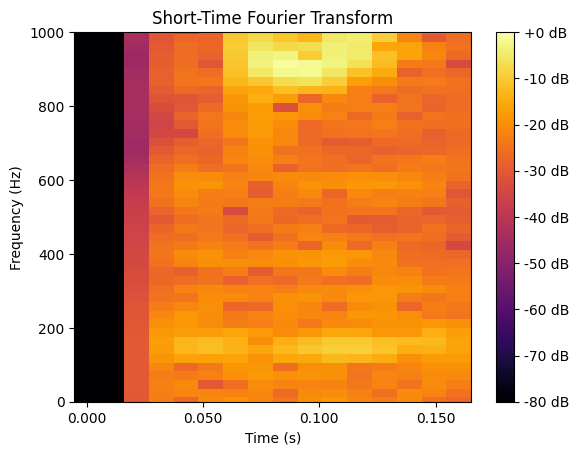 Short-Time Fourier Transform
1000
800
600
400
200
0
Frequency (Hz)
0.000
0.050
0.100
0.150
Time (s)
+0 dB
-10 dB
-20 dB
-30 dB
-40 dB
-50 dB
-60 dB
-70 dB
-80 dB